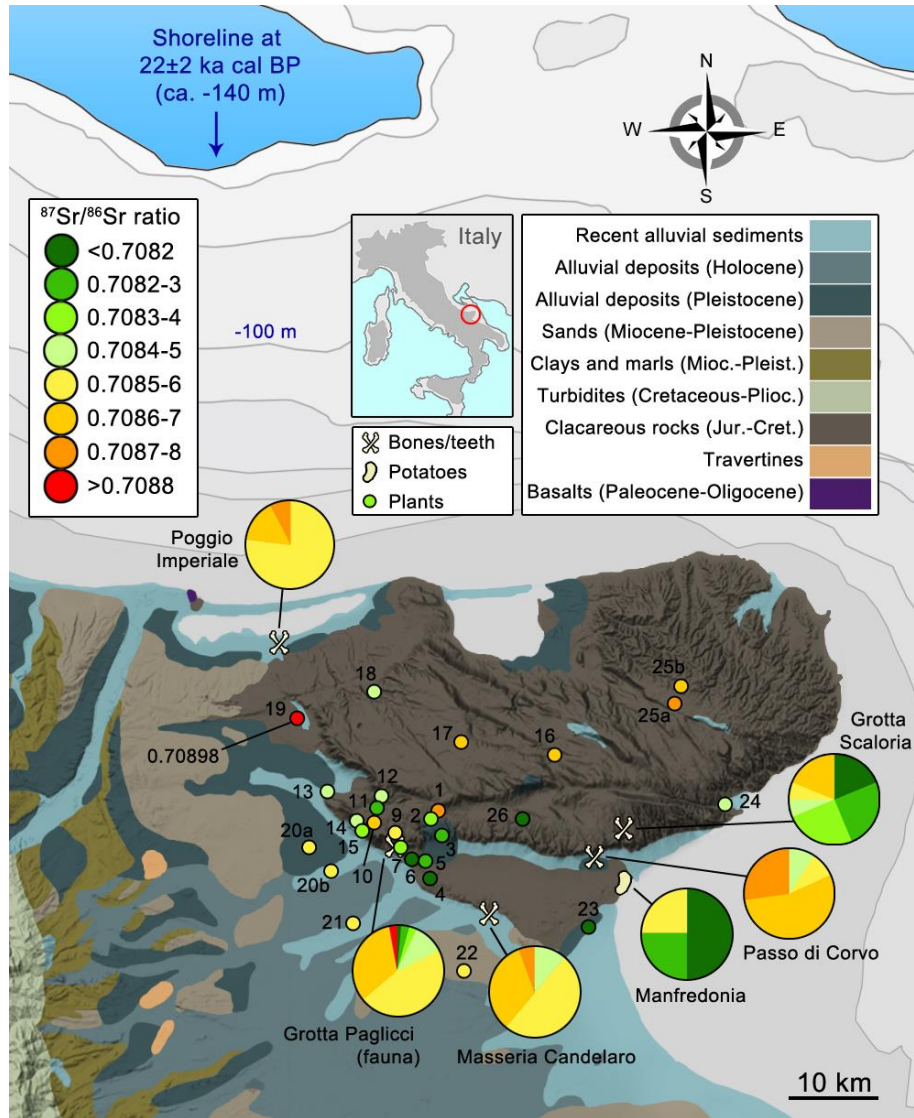 Shoreline at
22±2 ka cal BP
(ca. -140 m)
N
W
E
S
⁸⁷Sr/⁸⁶Sr ratio
<0.7082
0.7082-3
0.7083-4
0.7084-5
0.7085-6
0.7086-7
0.7087-8
>0.7088
-100 m
Italy
Bones/teeth
Potatoes
Plants
Recent alluvial sediments
Alluvial deposits (Holocene)
Alluvial deposits (Pleistocene)
Sands (Miocene-Pleistocene)
Clays and marls (Mioc.-Pleist.)
Turbidites (Cretaceous-Plioc.)
Clacareous rocks (Jur.-Cret.)
Travertines
Basalts (Paleocene-Oligocene)
Poggio
Imperiale
18
19
0.70898
17
16
25b
25a
Grotta
Scaloria
13
12
11
1
2
9
14
15
10
3
26
24
20a
20b
7
6
5
4
21
22
23
Passo di Corvo
Manfredonia
Grotta Paglicci
(fauna)
Masseria Candelaro
10 km